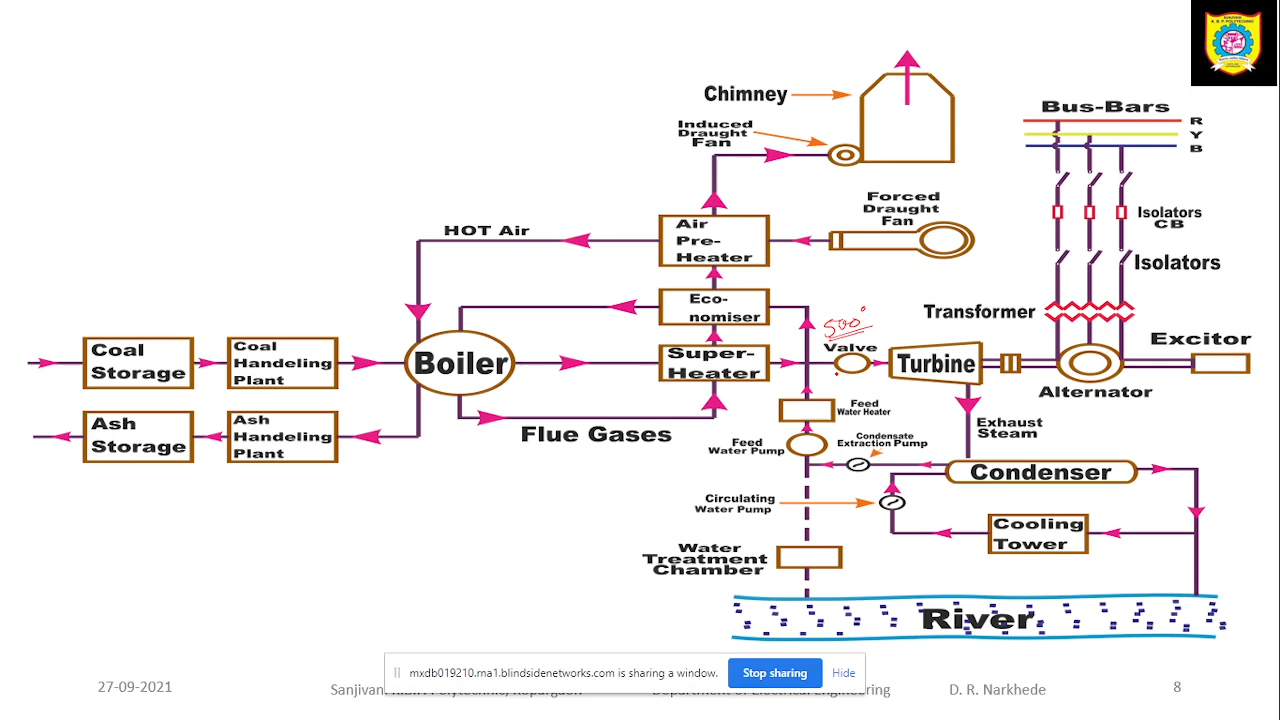 Chimney
Induced
Draught
Fan
Bus-Bars
R
Y
B
Forced
Draught
Fan
Isolators
CB
HOT Air
Air
Pre-
Heater
Isolators
Eco-
nomiser
500°
Transformer
Coal
Storage
Coal
Handeling
Plant
Boiler
Super-
Heater
Valve
Turbine
Excitor
Alternator
Ash
Storage
Ash
Handeling
Plant
Flue Gases
Feed
Water Heater
Exhaust
Steam
Feed
Water Pump
Condensate
Extraction Pump
Condenser
Circulating
Water Pump
Cooling
Tower
Water
Treatment
Chamber
River
mxdb019210.rna1.blindsidenetworks.com is sharing a window.
Stop sharing
Hide
27-09-2021
D. R. Narkhede
8